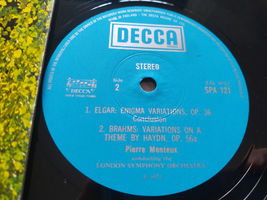 DECCA
STEREO
DECCA
Side
2
SPA 121
1. ELGAR: ENIGMA VARIATIONS, OP. 36
Conclusion
2. BRAHMS: VARIATIONS ON A
THEME BY HAYDN, OP. 56a
Pierre Monteux
conducting the
LONDON SYMPHONY ORCHESTRA